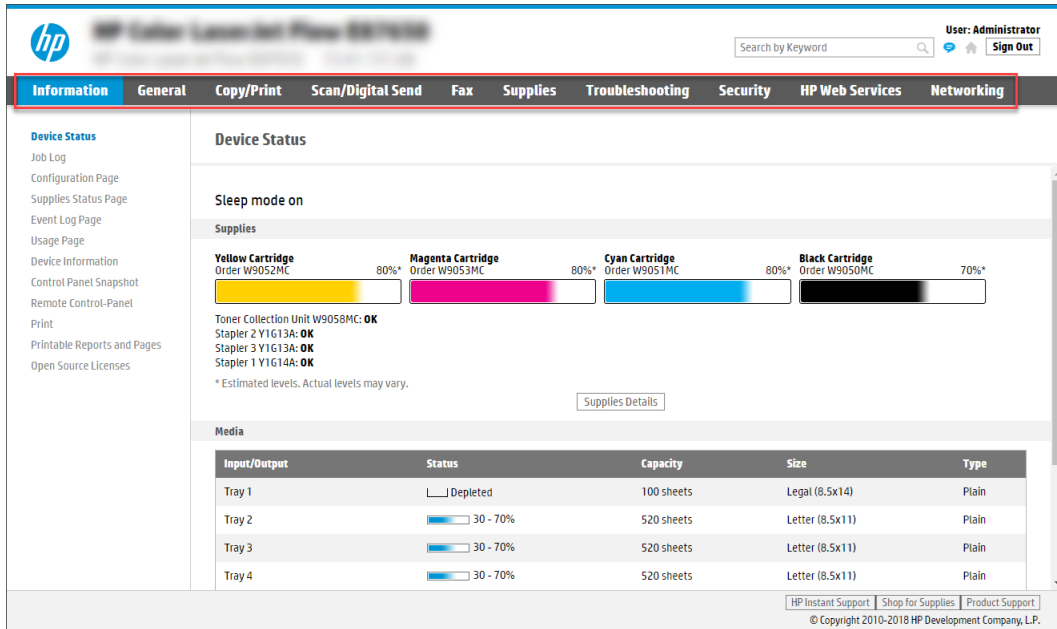 hp
User: Administrator
Search by Keyword
Sign Out
Information General Copy/Print Scan/Digital Send Fax Supplies Troubleshooting Security HP Web Services Networking
Device Status
Job Log
Configuration Page
Supplies Status Page
Event Log Page
Usage Page
Device Information
Control Panel Snapshot
Remote Control-Panel
Print
Printable Reports and Pages
Open Source Licenses
Device Status
Sleep mode on
Supplies
Yellow Cartridge
Order W9052MC 80%*
Magenta Cartridge
Order W9053MC 80%*
Cyan Cartridge
Order W9051MC 80%*
Black Cartridge
Order W9050MC 70%*
Toner Collection Unit W9058MC: OK
Stapler 2 Y1G13A: OK
Stapler 3 Y1G13A: OK
Stapler 1 Y1G14A: OK
* Estimated levels. Actual levels may vary.
Supplies Details
Media
Input/Output Status Capacity Size Type
Tray 1 Depleted 100 sheets Legal (8.5x14) Plain
Tray 2 30 - 70% 520 sheets Letter (8.5x11) Plain
Tray 3 30 - 70% 520 sheets Letter (8.5x11) Plain
Tray 4 30 - 70% 520 sheets Letter (8.5x11) Plain
HP Instant Support Shop for Supplies Product Support
© Copyright 2010-2018 HP Development Company, L.P.